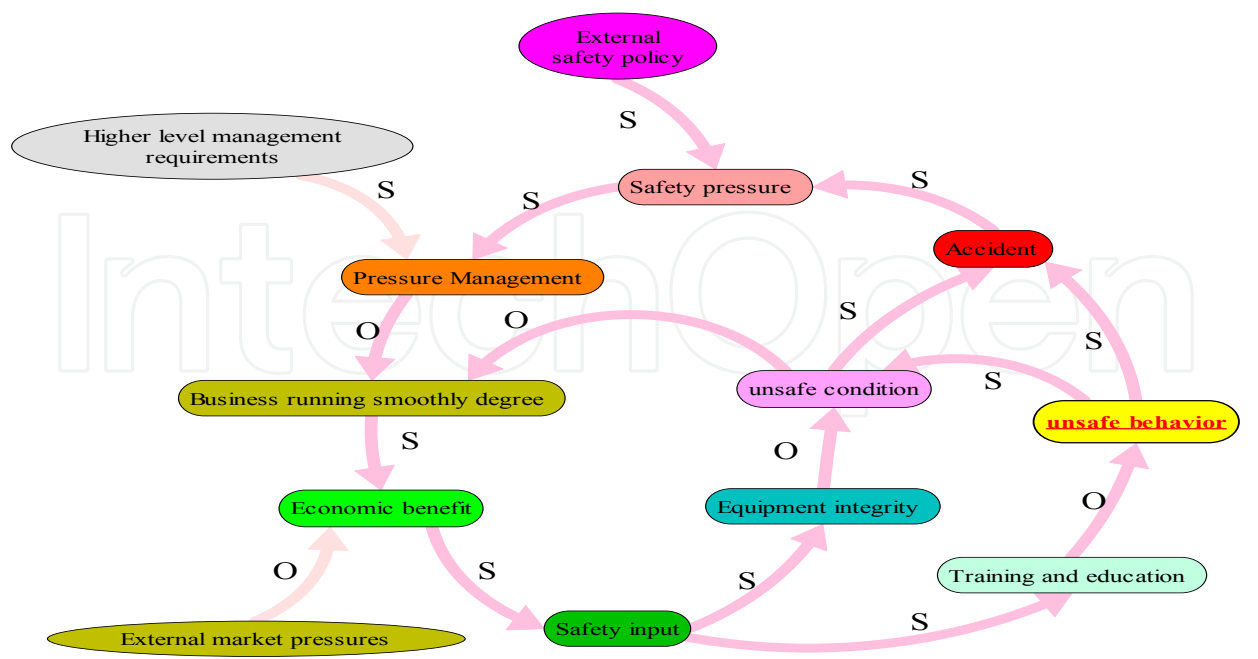 External
safety policy
S
Higher level management
requirements
S
Safety pressure
S
S
Accident
Pressure Management
O
O
S
S
Business running smoothly degree
unsafe condition
S
unsafe behavior
S
O
Economic benefit
Equipment integrity
O
O
S
S
Training and education
S
External market pressures
Safety input
IntechOpen